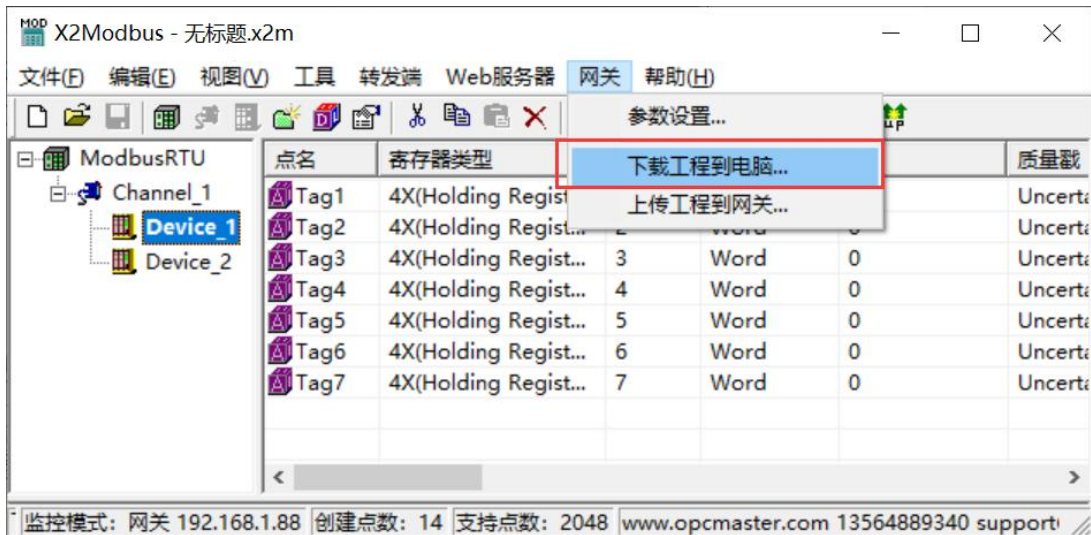 MOD
X2Modbus - 无标题.x2m
文件(F) 编辑(E) 视图(V) 工具 转发端 Web服务器 网关 帮助(H)
参数设置...
下载工程到电脑...
上传工程到网关...
ModbusRTU
Channel_1
Device_1
Device_2
点名 寄存器类型 质量戳
Tag1 4X(Holding Regist Uncerta
Tag2 4X(Holding Regist... 2 Word 0 Uncerta
Tag3 4X(Holding Regist... 3 Word 0 Uncerta
Tag4 4X(Holding Regist... 4 Word 0 Uncerta
Tag5 4X(Holding Regist... 5 Word 0 Uncerta
Tag6 4X(Holding Regist... 6 Word 0 Uncerta
Tag7 4X(Holding Regist... 7 Word 0 Uncerta
监控模式: 网关 192.168.1.88 创建点数: 14 支持点数: 2048 www.opcmaster.com 13564889340 support